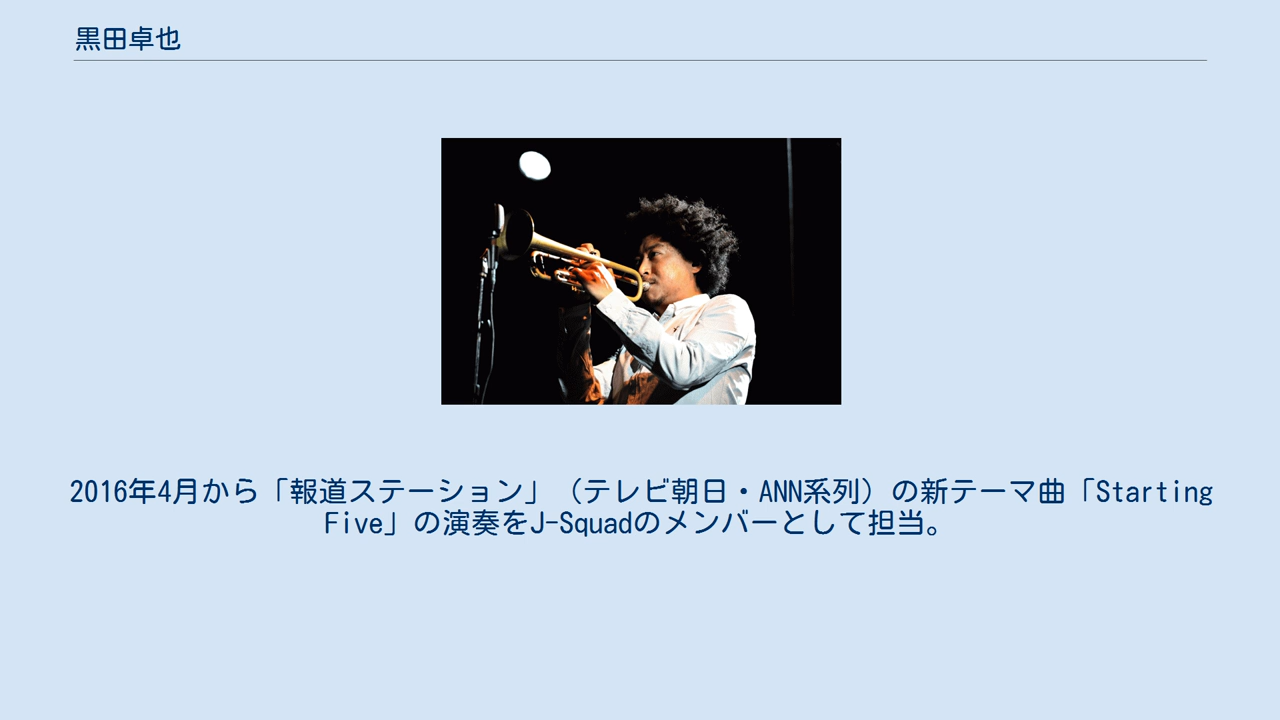 黒田卓也
2016年4月から「報道ステーション」（テレビ朝日・ANN系列）の新テーマ曲「Starting
Five」の演奏をJ-Squadのメンバーとして担当。